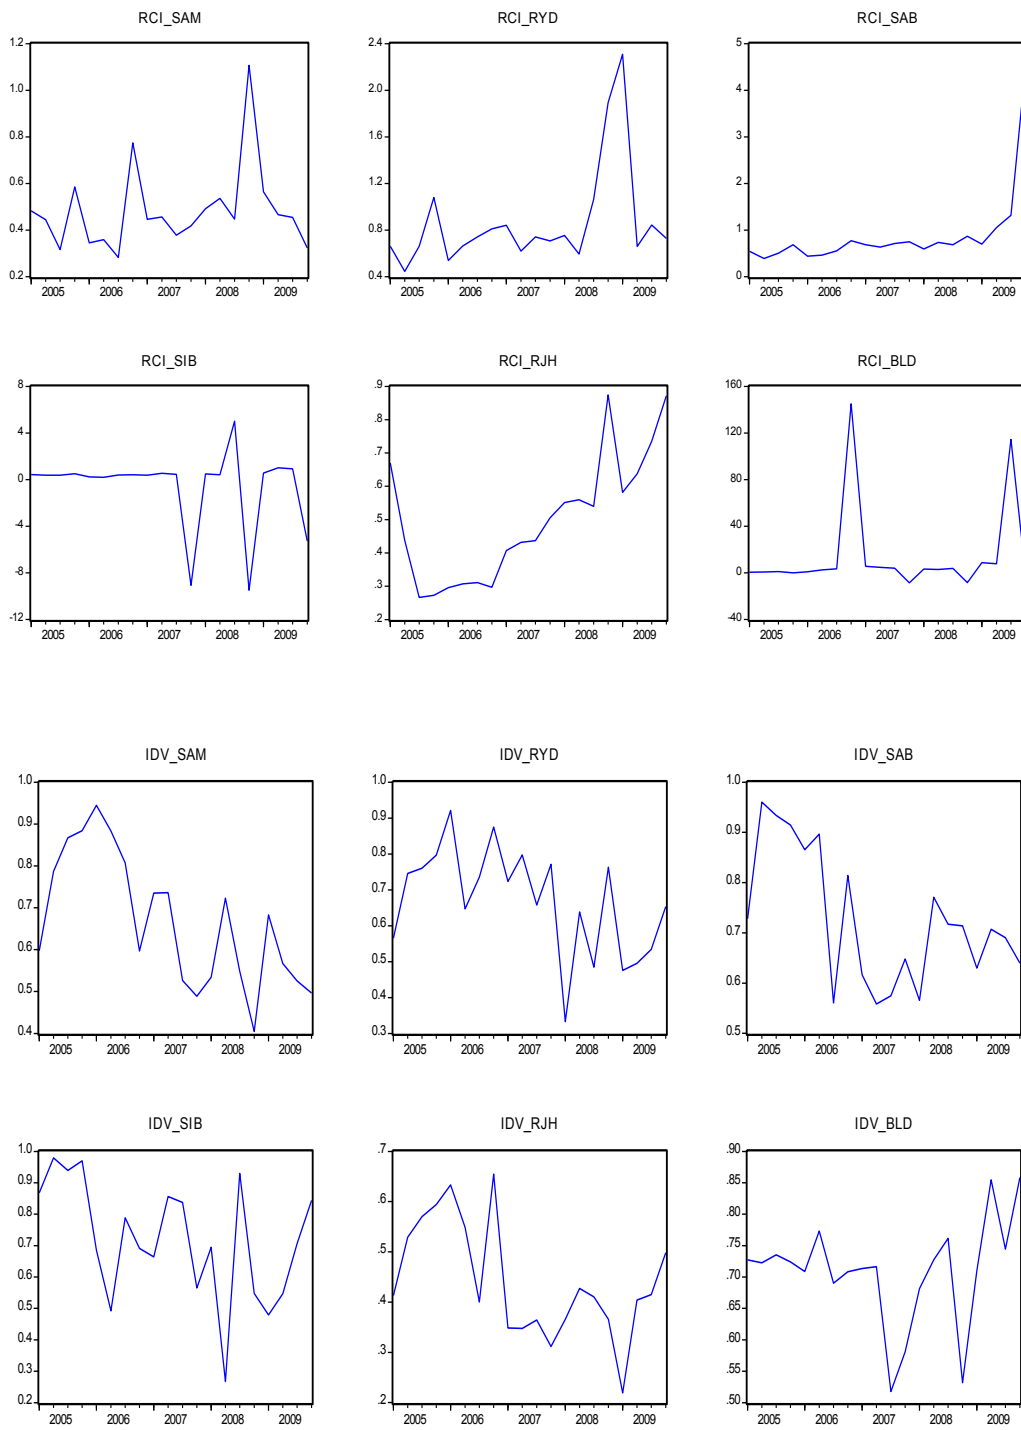 RCI_SAM RCI_RYD RCI_SAB
1.2 2.4 5
1.0 2.0 4
0.8 1.6 3
0.6 1.2 2
0.4 0.8 1
0.2 0.4 0
2005 2006 2007 2008 2009 2005 2006 2007 2008 2009 2005 2006 2007 2008 2009
RCI_SIB RCI_RJH RCI_BLD
8 .9 160
4 .8 120
0 .7 80
-4 .6 40
-8 .5 0
-12 .4 -40
.3
.2
2005 2006 2007 2008 2009 2005 2006 2007 2008 2009 2005 2006 2007 2008 2009
IDV_SAM IDV_RYD IDV_SAB
1.0 1.0 1.0
0.9 0.9 0.9
0.8 0.8 0.8
0.7 0.7 0.7
0.6 0.6 0.6
0.5 0.5 0.5
0.4 0.4
0.3
2005 2006 2007 2008 2009 2005 2006 2007 2008 2009 2005 2006 2007 2008 2009
IDV_SIB IDV_RJH IDV_BLD
1.0 .7 .90
0.9 .6 .85
0.8 .5 .80
0.7 .4 .75
0.6 .3 .70
0.5 .2 .65
0.4 .60
0.3 .55
0.2 .50
2005 2006 2007 2008 2009 2005 2006 2007 2008 2009 2005 2006 2007 2008 2009